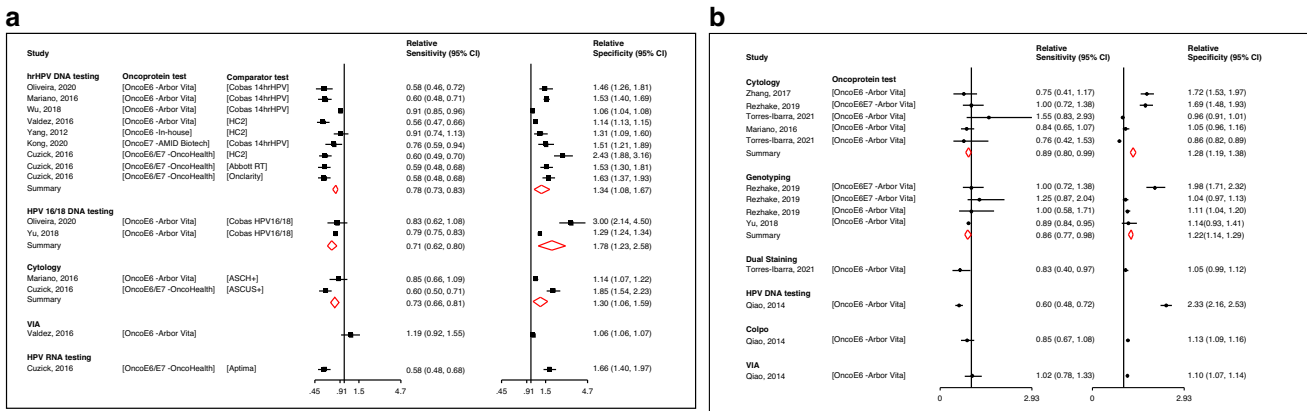 a
Study Relative Sensitivity (95% CI) Relative Specificity (95% CI)
hrHPV DNA testing Oncoprotein test Comparator test
Oliveira, 2020 [OncoE6 -Arbor Vita] [Cobas 14hrHPV] 0.58 (0.46, 0.72) 1.46 (1.26, 1.81)
Mariano, 2016 [OncoE6 -Arbor Vita] [Cobas 14hrHPV] 0.60 (0.48, 0.71) 1.53 (1.40, 1.69)
Wu, 2018 [OncoE6 -Arbor Vita] [Cobas 14hrHPV] 0.91 (0.85, 0.96) 1.06 (1.04, 1.08)
Valdez, 2016 [OncoE6 -Arbor Vita] [HC2] 0.56 (0.47, 0.66) 1.14 (1.13, 1.15)
Yang, 2012 [OncoE6 -In-house] [HC2] 0.91 (0.74, 1.13) 1.31 (1.09, 1.60)
Kong, 2020 [OncoE7 -AMID Biotech] [Cobas 14hrHPV] 0.76 (0.59, 0.94) 1.51 (1.21, 1.89)
Cuzick, 2016 [OncoE6/E7 -OncoHealth] [HC2] 0.60 (0.49, 0.70) 2.43 (1.88, 3.16)
Cuzick, 2016 [OncoE6/E7 -OncoHealth] [Abbott RT] 0.59 (0.48, 0.68) 1.53 (1.30, 1.81)
Cuzick, 2016 [OncoE6/E7 -OncoHealth] [Onclarity] 0.58 (0.48, 0.68) 1.63 (1.37, 1.93)
Summary 0.78 (0.73, 0.83) 1.34 (1.08, 1.67)
HPV 16/18 DNA testing
Oliveira, 2020 [OncoE6 -Arbor Vita] [Cobas HPV16/18] 0.83 (0.62, 1.08) 3.00 (2.14, 4.50)
Yu, 2018 [OncoE6 -Arbor Vita] [Cobas HPV16/18] 0.79 (0.75, 0.83) 1.29 (1.24, 1.34)
Summary 0.71 (0.62, 0.80) 1.78 (1.23, 2.58)
Cytology
Mariano, 2016 [OncoE6 -Arbor Vita] [ASCH+] 0.85 (0.66, 1.09) 1.14 (1.07, 1.22)
Cuzick, 2016 [OncoE6/E7 -OncoHealth] [ASCUS+] 0.60 (0.50, 0.71) 1.85 (1.54, 2.23)
Summary 0.73 (0.66, 0.81) 1.30 (1.06, 1.59)
VIA
Valdez, 2016 [OncoE6 -Arbor Vita] 1.19 (0.92, 1.55) 1.06 (1.06, 1.07)
HPV RNA testing
Cuzick, 2016 [OncoE6/E7 -OncoHealth] [Aptima] 0.58 (0.48, 0.68) 1.66 (1.40, 1.97)
.45 .91 1.5 4.7 .45 .91 1.5 4.7
b
Study Relative Sensitivity (95% CI) Relative Specificity (95% CI)
Cytology Oncoprotein test
Zhang, 2017 [OncoE6 -Arbor Vita] 0.75 (0.41, 1.17) 1.72 (1.53, 1.97)
Rezhake, 2019 [OncoE6E7 -Arbor Vita] 1.00 (0.72, 1.38) 1.69 (1.48, 1.93)
Torres-Ibarra, 2021 [OncoE6 -Arbor Vita] 1.55 (0.83, 2.93) 0.96 (0.91, 1.01)
Mariano, 2016 [OncoE6 -Arbor Vita] 0.84 (0.65, 1.07) 1.05 (0.96, 1.16)
Torres-Ibarra, 2021 [OncoE6 -Arbor Vita] 0.76 (0.42, 1.53) 0.86 (0.82, 0.89)
Summary 0.89 (0.80, 0.99) 1.28 (1.19, 1.38)
Genotyping
Rezhake, 2019 [OncoE6E7 -Arbor Vita] 1.00 (0.72, 1.38) 1.98 (1.71, 2.32)
Rezhake, 2019 [OncoE6E7 -Arbor Vita] 1.25 (0.87, 2.04) 1.04 (0.97, 1.13)
Rezhake, 2019 [OncoE6 -Arbor Vita] 1.00 (0.58, 1.71) 1.11 (1.04, 1.20)
Yu, 2018 [OncoE6 -Arbor Vita] 0.89 (0.84, 0.95) 1.14(0.93, 1.41)
Summary 0.86 (0.77, 0.98) 1.22(1.14, 1.29)
Dual Staining
Torres-Ibarra, 2021 [OncoE6 -Arbor Vita] 0.83 (0.40, 0.97) 1.05 (0.99, 1.12)
HPV DNA testing
Qiao, 2014 [OncoE6 -Arbor Vita] 0.60 (0.48, 0.72) 2.33 (2.16, 2.53)
Colpo
Qiao, 2014 [OncoE6 -Arbor Vita] 0.85 (0.67, 1.08) 1.13 (1.09, 1.16)
VIA
Qiao, 2014 [OncoE6 -Arbor Vita] 1.02 (0.78, 1.33) 1.10 (1.07, 1.14)
0 2.93 0 2.93